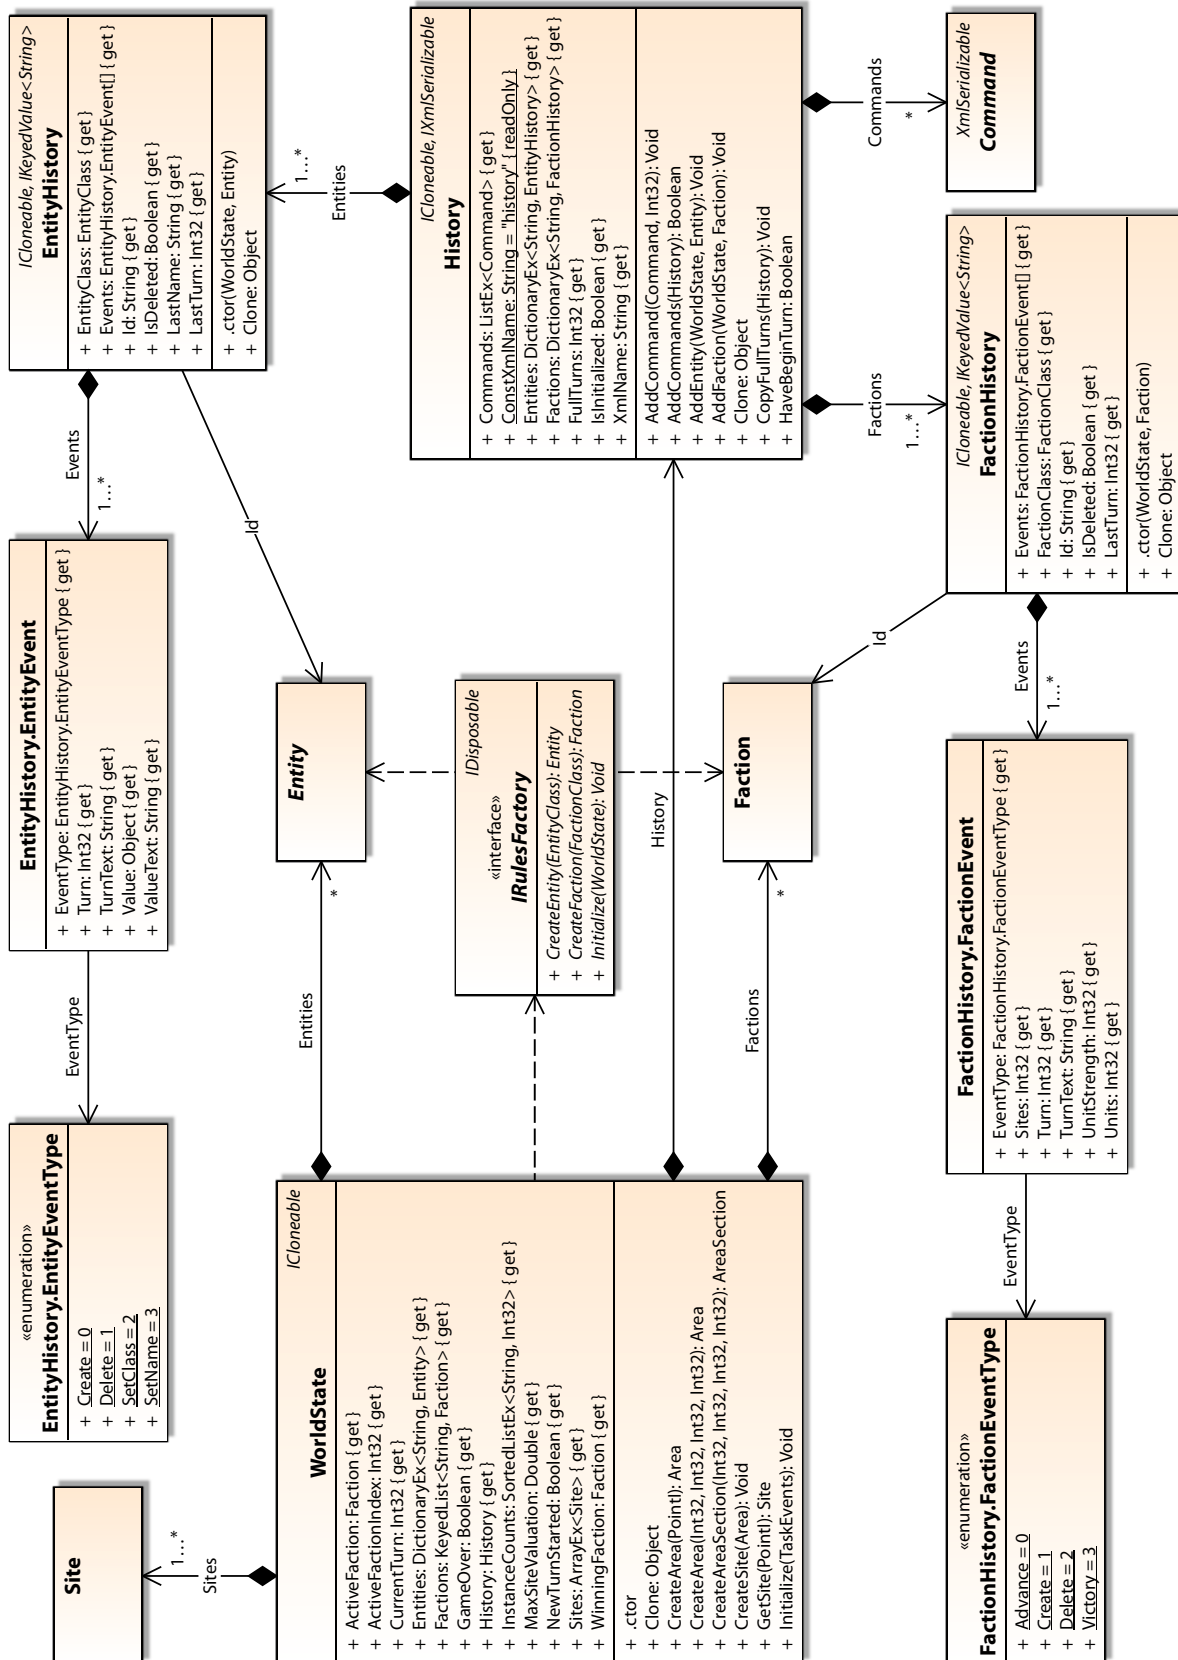 Site
1...*
Sites
ICloneable
WorldState
+ ActiveFaction: Faction { get }
+ ActiveFactionIndex: Int32 { get }
+ CurrentTurn: Int32 { get }
+ Entities: DictionaryEx<String, Entity> { get }
+ Factions: KeyedList<String, Faction> { get }
+ GameOver: Boolean { get }
+ History: History { get }
+ InstanceCounts: SortedListEx<String, Int32> { get }
+ MaxSiteValuation: Double { get }
+ NewTurnStarted: Boolean { get }
+ Sites: ArrayEx<Site> { get }
+ WinningFaction: Faction { get }
+ .ctor
+ Clone: Object
+ CreateArea(PointI): Area
+ CreateArea(Int32, Int32, Int32, Int32): Area
+ CreateAreaSection(Int32, Int32, Int32, Int32): AreaSection
+ CreateSite(Area): Void
+ GetSite(PointI): Site
+ Initialize(TaskEvents): Void
«enumeration»
FactionHistory.FactionEventType
+ Advance = 0
+ Create = 1
+ Delete = 2
+ Victory = 3
«enumeration»
EntityHistory.EntityEventType
+ Create = 0
+ Delete = 1
+ SetClass = 2
+ SetName = 3
EventType
Entities
*
Factions
*
History
EventType
EntityHistory.EntityEvent
+ EventType: EntityHistory.EntityEventType { get }
+ Turn: Int32 { get }
+ TurnText: String { get }
+ Value: Object { get }
+ ValueText: String { get }
Entity
IDisposable
«interface»
IRulesFactory
+ CreateEntity(EntityClass): Entity
+ CreateFaction(FactionClass): Faction
+ Initialize(WorldState): Void
Faction
FactionHistory.FactionEvent
+ EventType: FactionHistory.FactionEventType { get }
+ Sites: Int32 { get }
+ Turn: Int32 { get }
+ TurnText: String { get }
+ UnitStrength: Int32 { get }
+ Units: Int32 { get }
Events
1...*
Id
Id
Events
1...*
ICloneable, IKeyedValue<String>
EntityHistory
+ EntityClass: EntityClass { get }
+ Events: EntityHistory.EntityEvent[] { get }
+ Id: String { get }
+ IsDeleted: Boolean { get }
+ LastName: String { get }
+ LastTurn: Int32 { get }
+ .ctor(WorldState, Entity)
+ Clone: Object
1...*
Entities
ICloneable, IXmlSerializable
History
+ Commands: ListEx<Command> { get }
+ ConstXmlName: String = "history" { readOnly }
+ Entities: DictionaryEx<String, EntityHistory> { get }
+ Factions: DictionaryEx<String, FactionHistory> { get }
+ FullTurns: Int32 { get }
+ IsInitialized: Boolean { get }
+ XmlName: String { get }
+ AddCommand(Command, Int32): Void
+ AddCommands(History): Boolean
+ AddEntity(WorldState, Entity): Void
+ AddFaction(WorldState, Faction): Void
+ Clone: Object
+ CopyFullTurns(History): Void
+ HaveBeginTurn: Boolean
Factions
1...*
Commands
*
ICloneable, IKeyedValue<String>
FactionHistory
+ Events: FactionHistory.FactionEvent[] { get }
+ FactionClass: FactionClass { get }
+ Id: String { get }
+ IsDeleted: Boolean { get }
+ LastTurn: Int32 { get }
+ .ctor(WorldState, Faction)
+ Clone: Object
XmlSerializable
Command